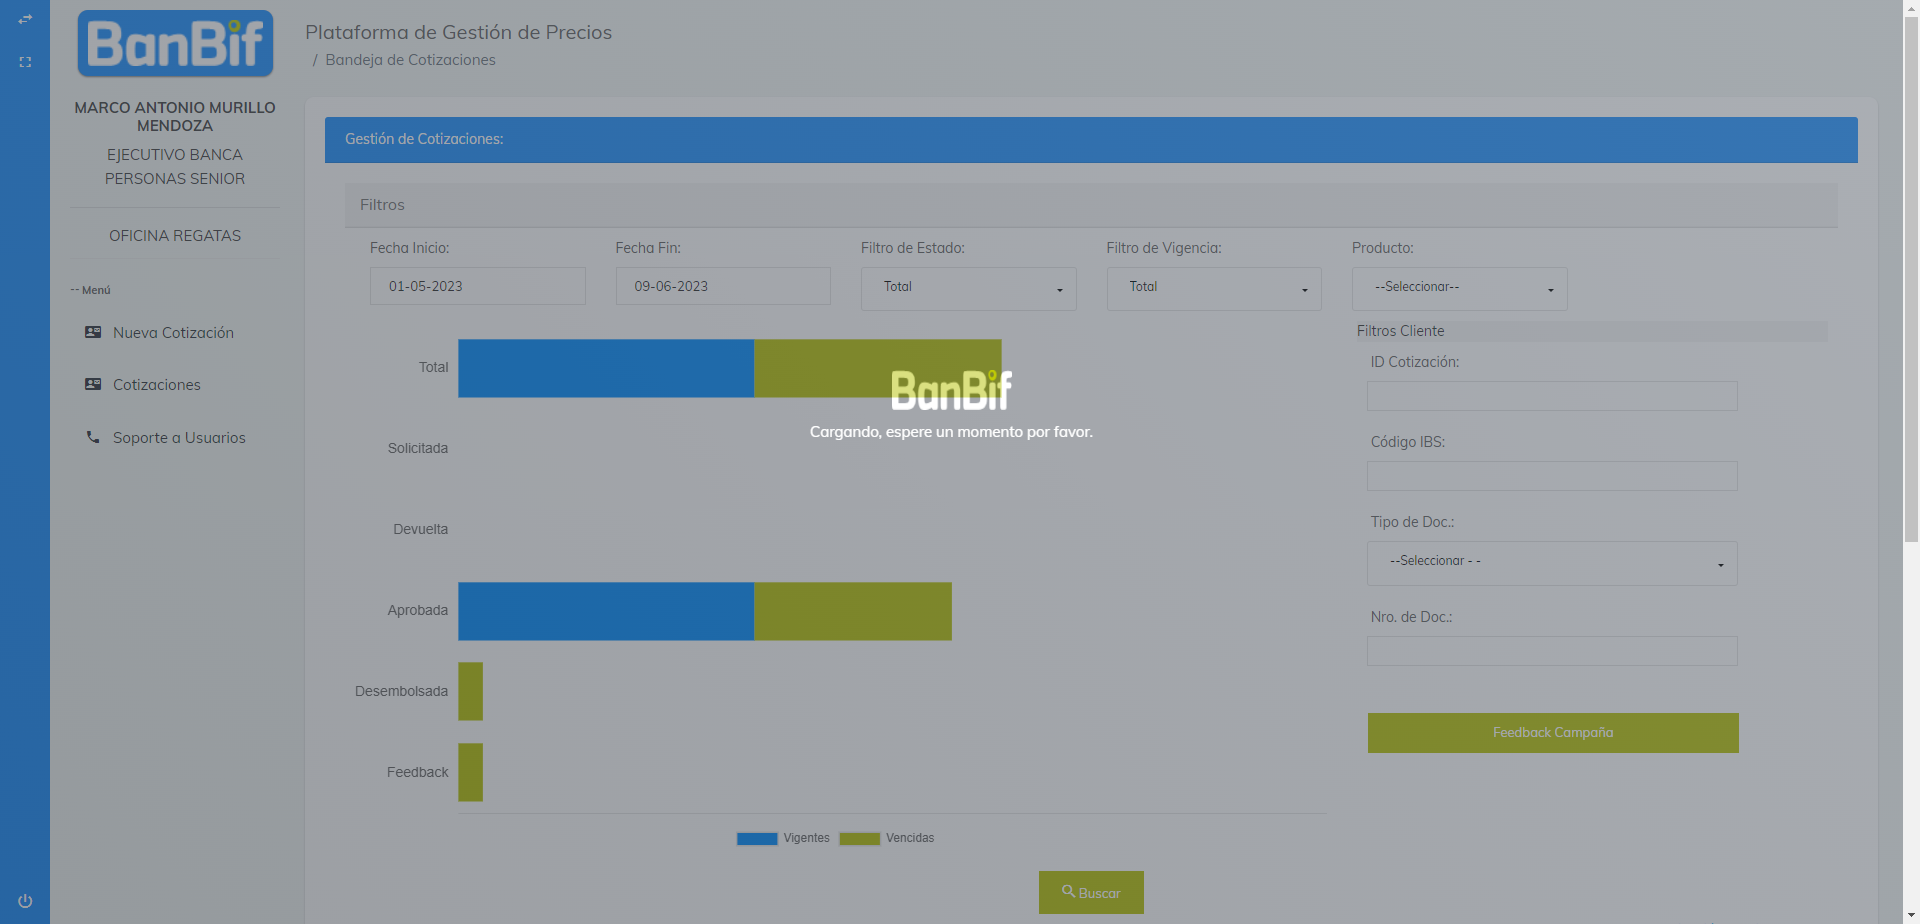 BanBif
MARCO ANTONIO MURILLO
MENDOZA
EJECUTIVO BANCA
PERSONAS SENIOR
OFICINA REGATAS
-- Menú
Nueva Cotización
Cotizaciones
Soporte a Usuarios
Plataforma de Gestión de Precios
/ Bandeja de Cotizaciones
Gestión de Cotizaciones:
Filtros
Fecha Inicio: Fecha Fin: Filtro de Estado: Filtro de Vigencia: Producto:
01-05-2023 09-06-2023 Total Total --Seleccionar--
Total
Solicitada
Devuelta
Aprobada
Desembolsada
Feedback
Vigentes Vencidas
BanBif
Cargando, espere un momento por favor.
Filtros Cliente
ID Cotización:
Código IBS:
Tipo de Doc.:
--Seleccionar - -
Nro. de Doc.:
Feedback Campaña
Buscar